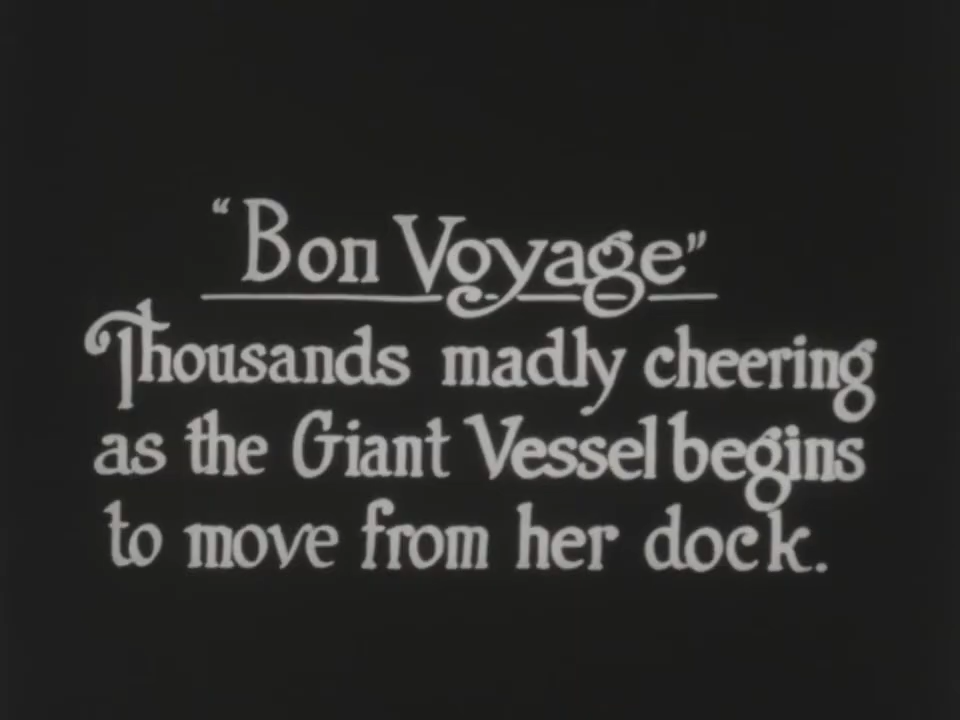 “Bon Voyage”
Thousands madly cheering
as the Giant Vessel begins
to move from her dock.